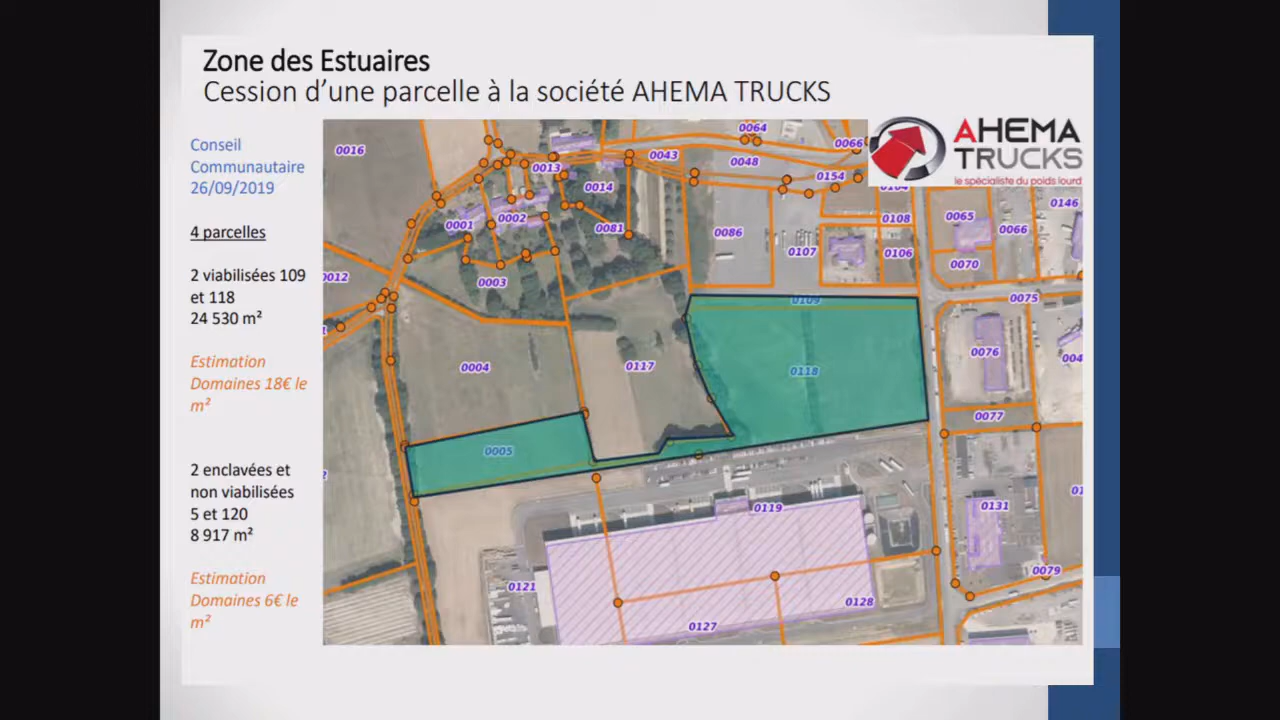 Zone des Estuaires
Cession d'une parcelle à la société AHEMA TRUCKS
AHEMA
TRUCKS
le spécialiste du poids lourd
Conseil
Communautaire
26/09/2019
4 parcelles
2 viabilisées 109
et 118
24 530 m²
Estimation
Domaines 18€ le
m²
2 enclavées et
non viabilisées
5 et 120
8 917 m²
Estimation
Domaines 6€ le
m²
0016
0064
0066
0043
0048
0013
0154
0014
0104
0146
0001
0002
0081
0086
0108
0065
0066
0107
0106
0070
0012
0003
0109
0075
0076
0004
0117
0118
0077
0005
0119
0131
0079
0121
0128
0127